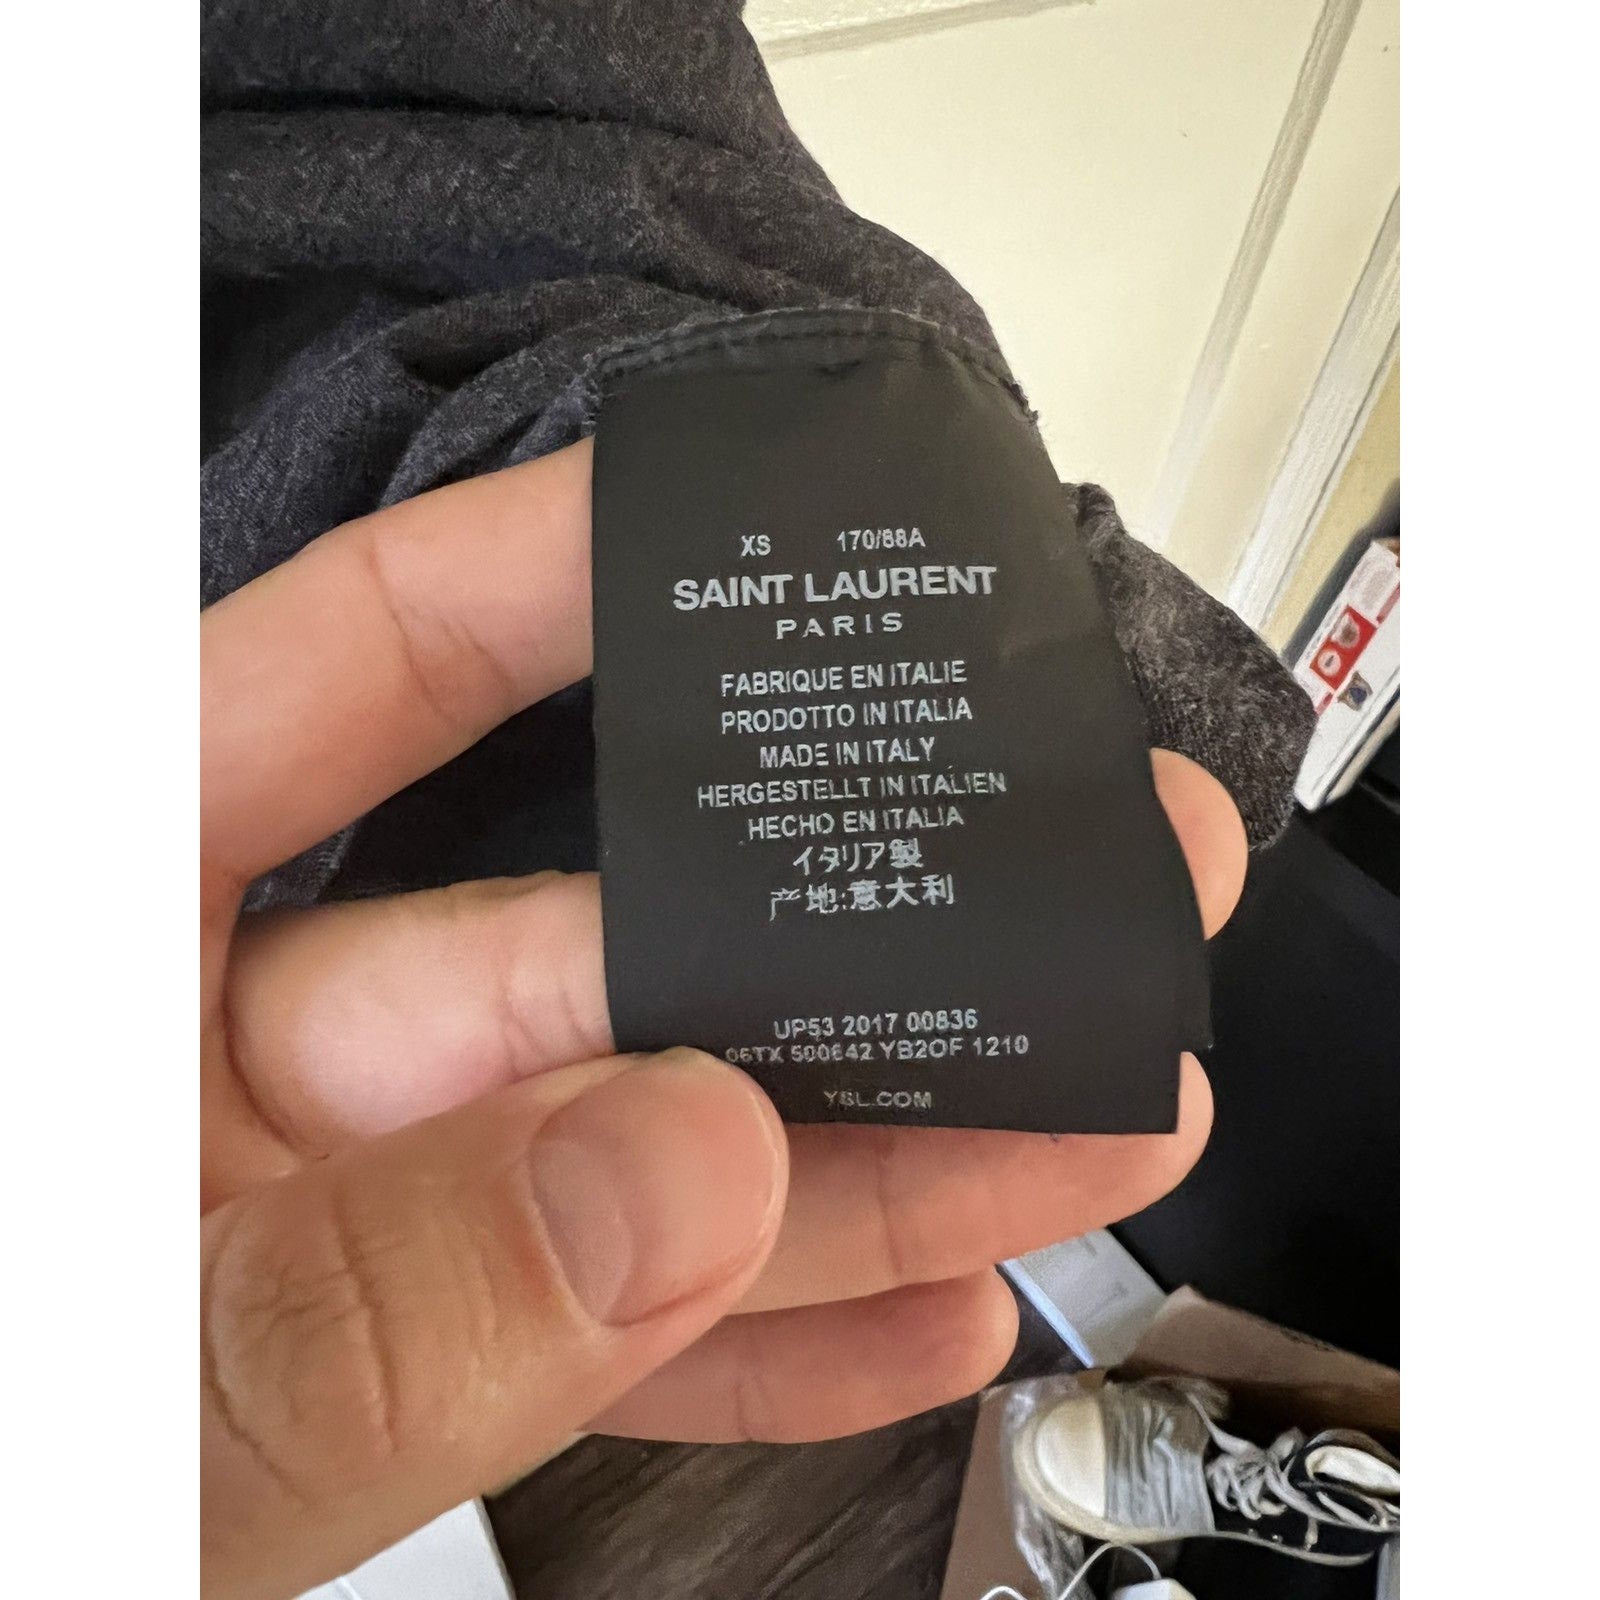 XS 170/88A
SAINT LAURENT
PARIS
FABRIQUE EN ITALIE
PRODOTTO IN ITALIA
MADE IN ITALY
HERGESTELLT IN ITALIEN
HECHO EN ITALIA
イタリア製
产地:意大利
UP53 2017 00836
06TX 500642 YB2OF 1210
YSL.COM